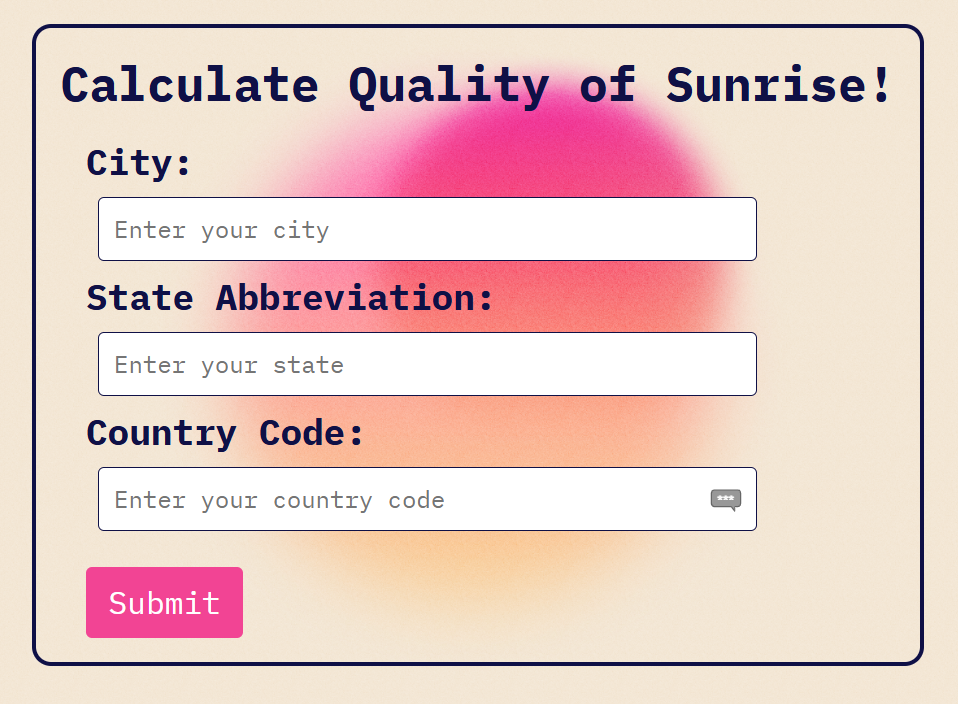 Calculate Quality of Sunrise!
City:
Enter your city
State Abbreviation:
Enter your state
Country Code:
Enter your country code
***
Submit